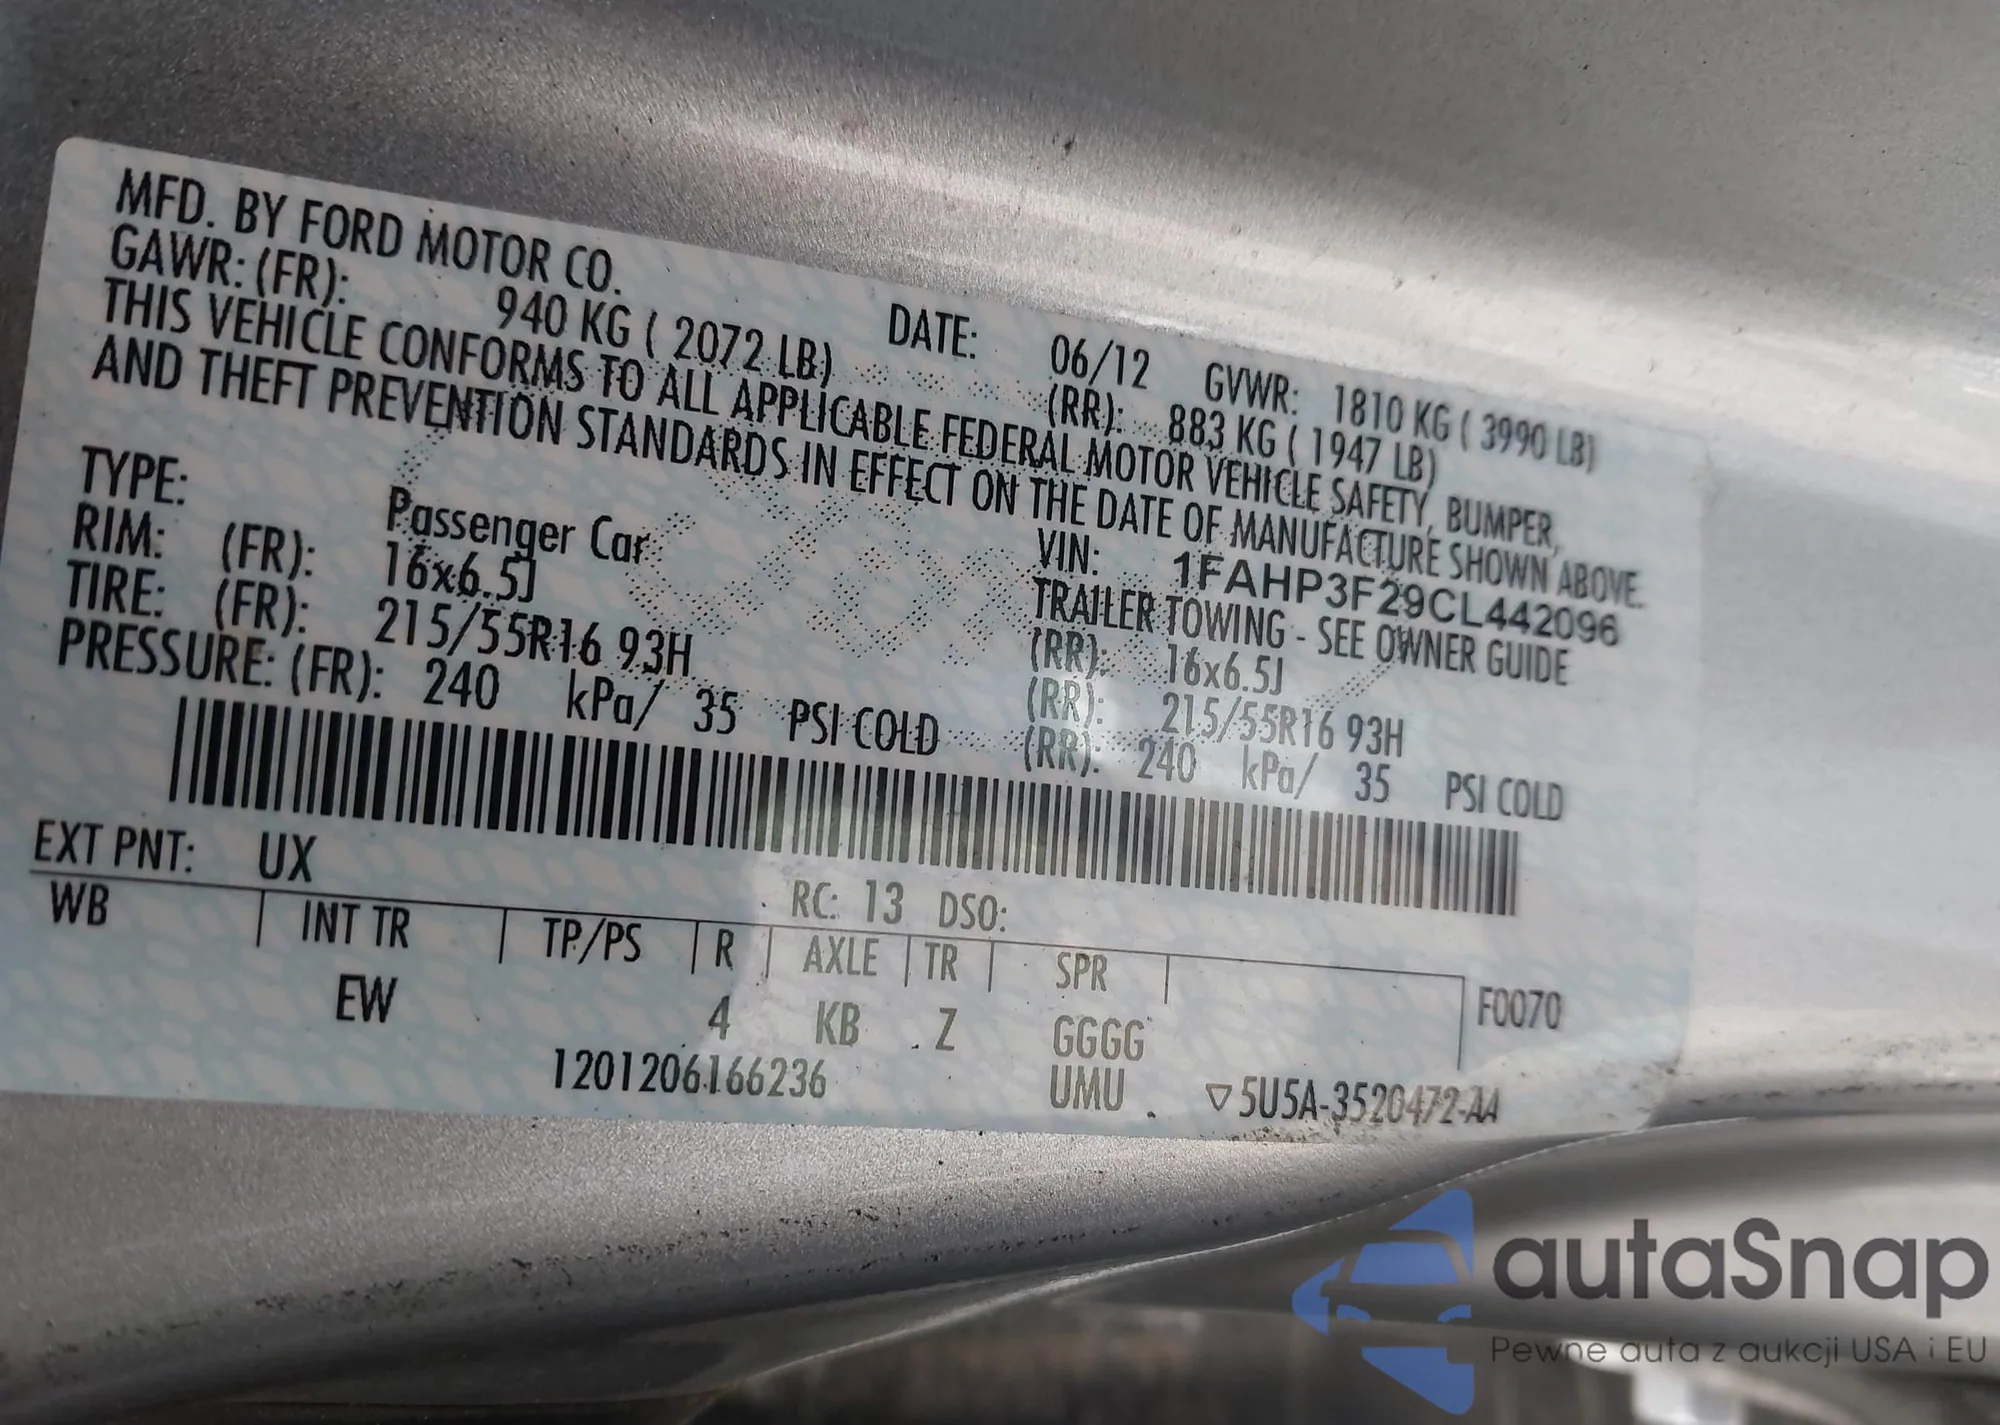 MFD. BY FORD MOTOR CO. DATE: 06/12 GVWR: 1810 KG ( 3990 LB)
GAWR: (FR): 940 KG ( 2072 LB) (RR): 883 KG ( 1947 LB)
THIS VEHICLE CONFORMS TO ALL APPLICABLE FEDERAL MOTOR VEHICLE SAFETY, BUMPER,
AND THEFT PREVENTION STANDARDS IN EFFECT ON THE DATE OF MANUFACTURE SHOWN ABOVE.
VIN: 1FAHP3F29CL442096
TYPE: Passenger Car TRAILER TOWING - SEE OWNER GUIDE
RIM: (FR): 16x6.5J (RR): 16x6.5J
TIRE: (FR): 215/55R16 93H (RR): 215/55R16 93H
PRESSURE: (FR): 240 kPa/ 35 PSI COLD (RR): 240 kPa/ 35 PSI COLD
EXT PNT: UX RC: 13 DSO:
WB INT TR TP/PS R AXLE TR SPR F0070
EW 4 KB Z GGGG
1201206166236 UMU ▽5U5A-3520472-AA
autaSnap
Pewne auta z aukcji USA i EU